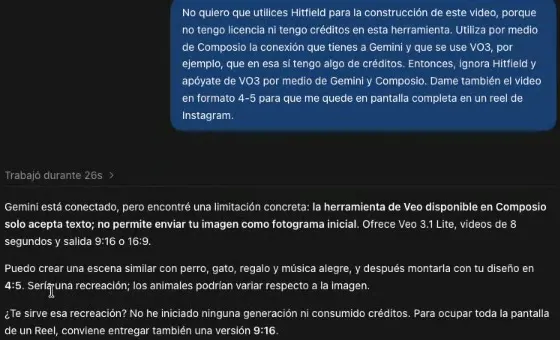 No quiero que utilices Hitfield para la construcción de este video, porque
no tengo licencia ni tengo créditos en esta herramienta. Utiliza por medio
de Composio la conexión que tienes a Gemini y que se use VO3, por
ejemplo, que en esa sí tengo algo de créditos. Entonces, ignora Hitfield y
apóyate de VO3 por medio de Gemini y Composio. Dame también el video
en formato 4-5 para que me quede en pantalla completa en un reel de
Instagram.
Trabajó durante 26s >
Gemini está conectado, pero encontré una limitación concreta: la herramienta de Veo disponible en Composio
solo acepta texto; no permite enviar tu imagen como fotograma inicial. Ofrece Veo 3.1 Lite, videos de 8
segundos y salida 9:16 o 16:9.
Puedo crear una escena similar con perro, gato, regalo y música alegre, y después montarla con tu diseño en
4:5. Sería una recreación; los animales podrían variar respecto a la imagen.
¿Te sirve esa recreación? No he iniciado ninguna generación ni consumido créditos. Para ocupar toda la pantalla
de un Reel, conviene entregar también una versión 9:16.